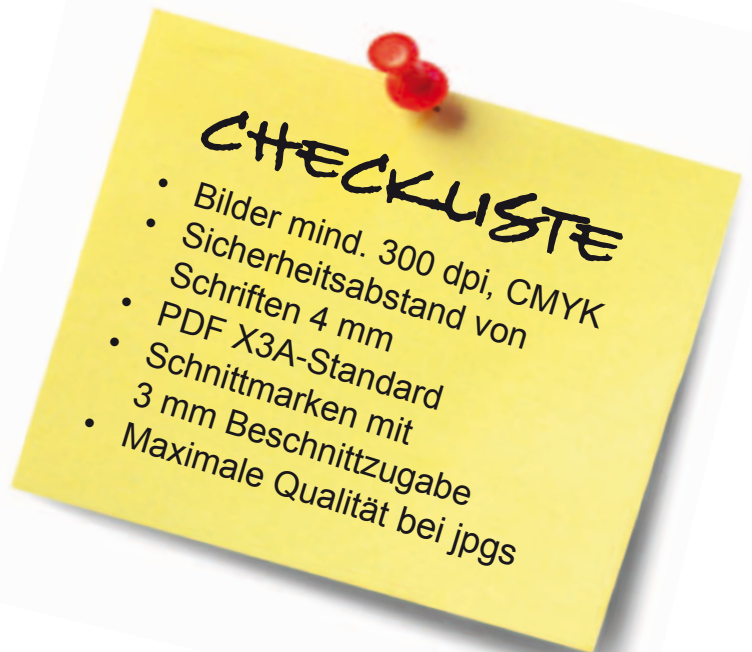 CHECKLISTE
• Bilder mind. 300 dpi, CMYK
• Sicherheitsabstand von
Schriften 4 mm
• PDF X3A-Standard
• Schnittmarken mit
3 mm Beschnittzugabe
• Maximale Qualität bei jpgs